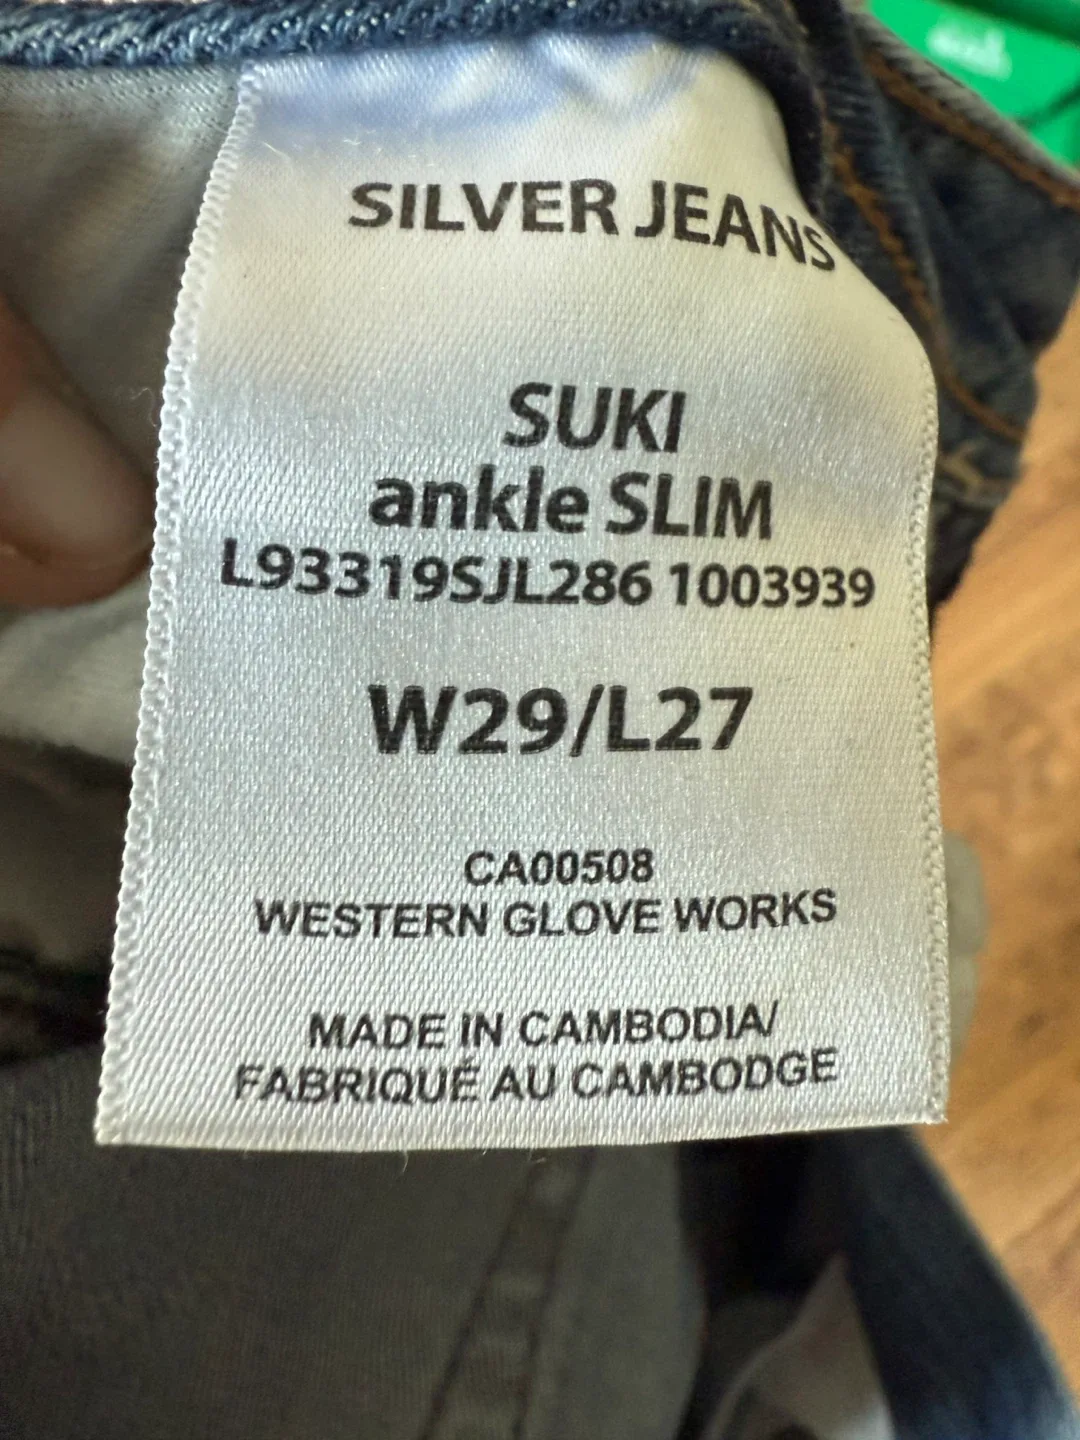 SILVER JEANS
SUKI
ankle SLIM
L93319SJL286 1003939
W29/L27
CA00508
WESTERN GLOVE WORKS
MADE IN CAMBODIA/
FABRIQUÉ AU CAMBODGE